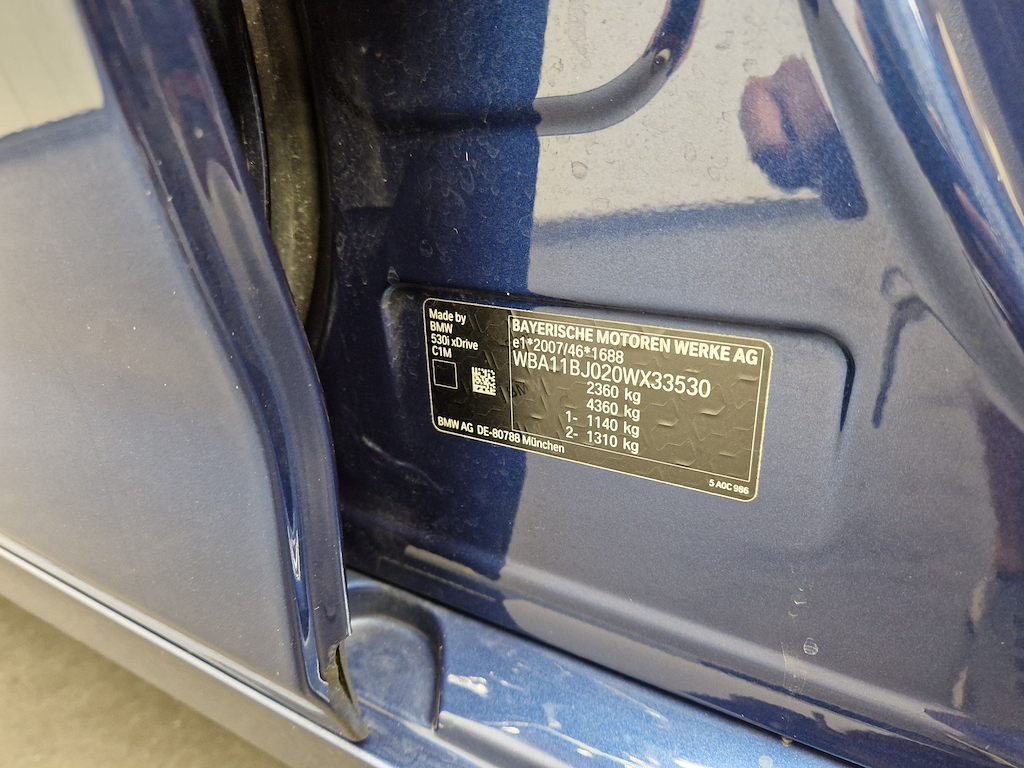 Made by
BMW
530i xDrive
C1M
BAYERISCHE MOTOREN WERKE AG
e1*2007/46*1688
WBA11BJ020WX33530
2360 kg
4360 kg
1- 1140 kg
2- 1310 kg
BMW AG DE-80788 München
5 A0C 986